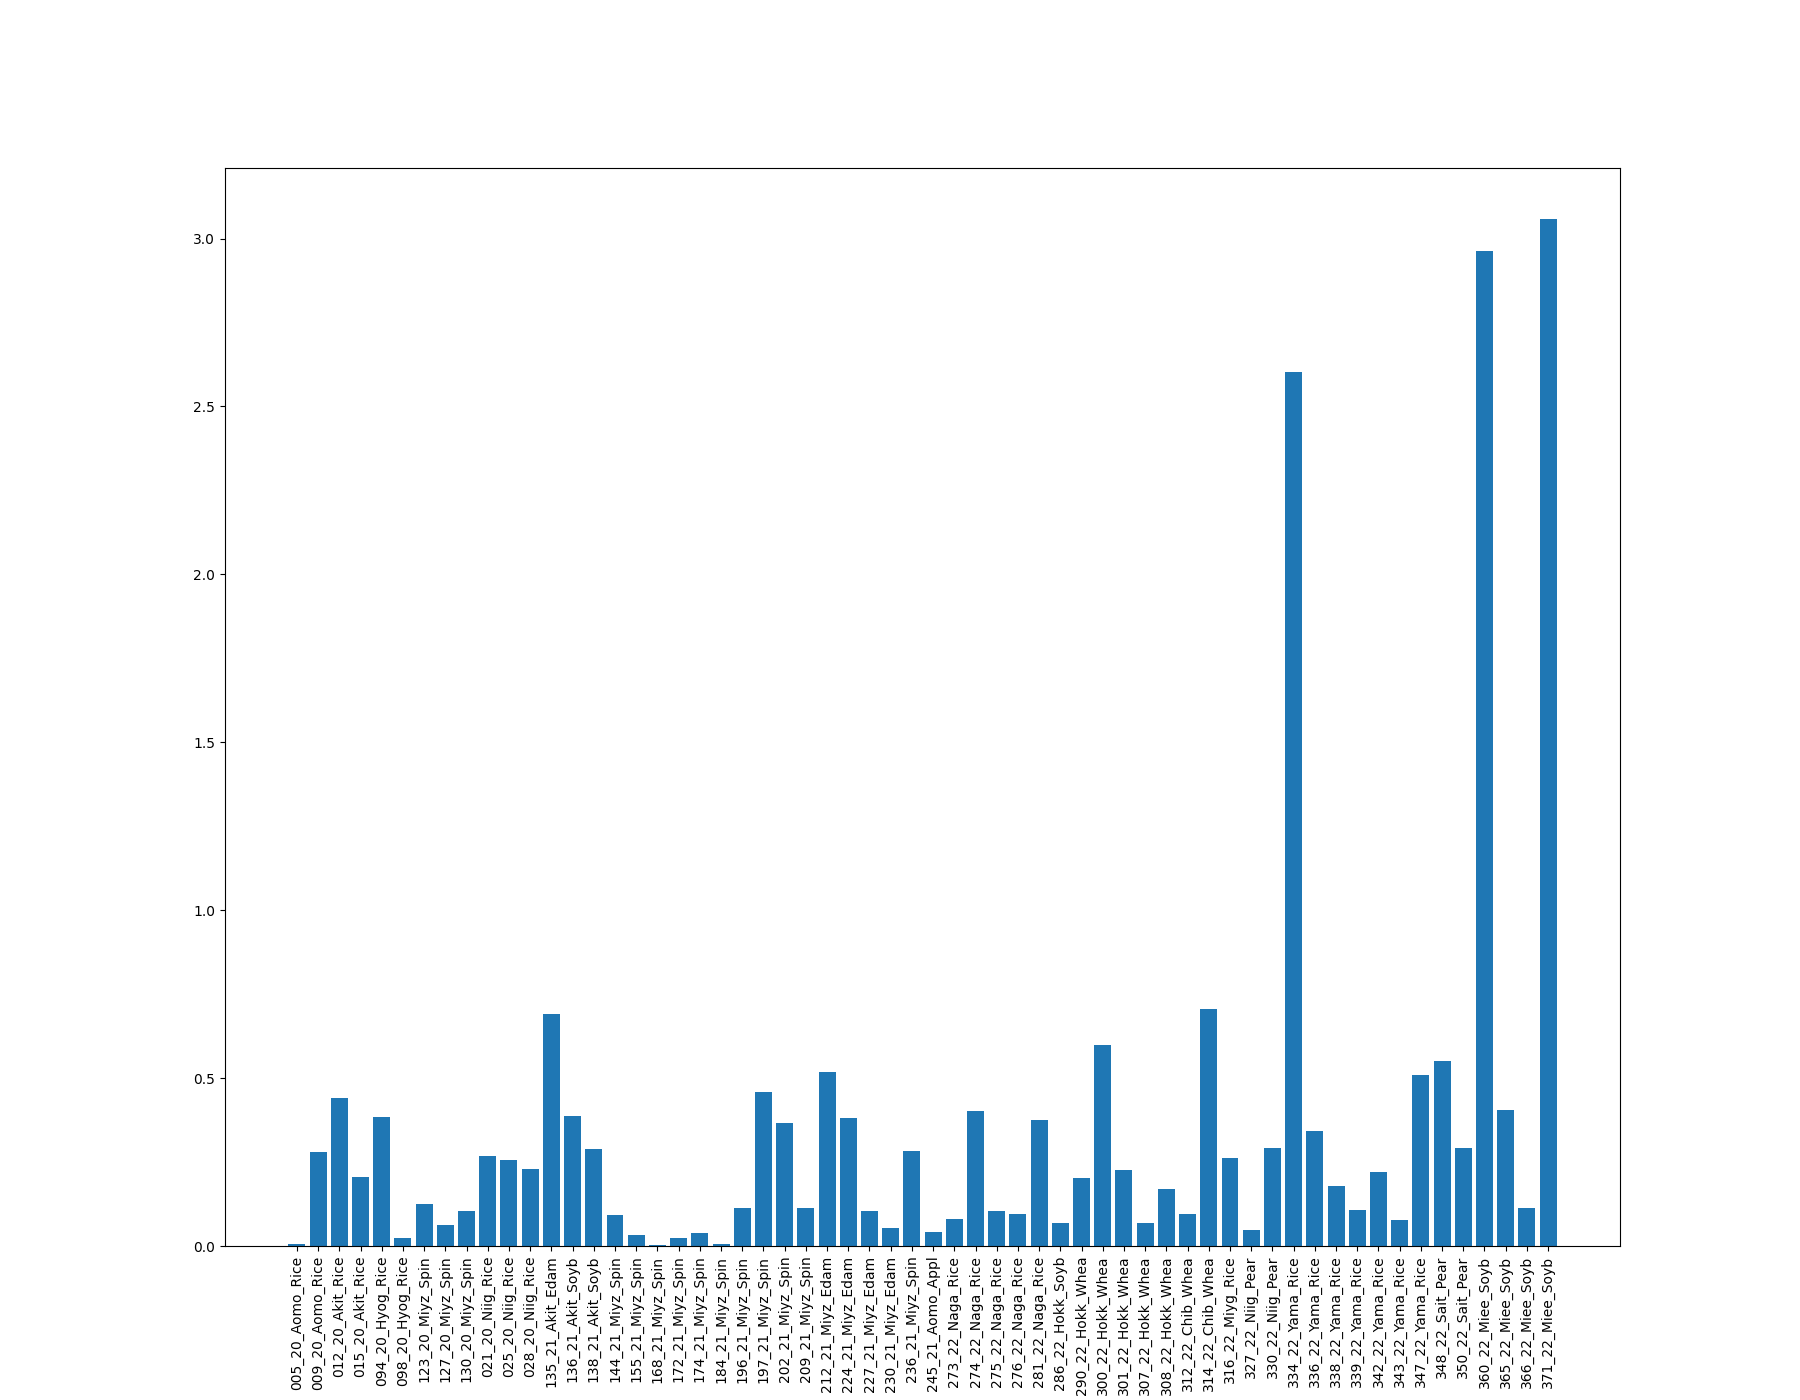 3.0
2.5
2.0
1.5
1.0
0.5
0.0
005_20_Aomo_Rice
009_20_Aomo_Rice
012_20_Akit_Rice
015_20_Akit_Rice
094_20_Hyog_Rice
098_20_Hyog_Rice
123_20_Miyz_Spin
127_20_Miyz_Spin
130_20_Miyz_Spin
021_20_Niig_Rice
025_20_Niig_Rice
028_20_Niig_Rice
135_21_Akit_Edam
136_21_Akit_Soyb
138_21_Akit_Soyb
144_21_Miyz_Spin
155_21_Miyz_Spin
168_21_Miyz_Spin
172_21_Miyz_Spin
174_21_Miyz_Spin
184_21_Miyz_Spin
196_21_Miyz_Spin
197_21_Miyz_Spin
202_21_Miyz_Spin
209_21_Miyz_Spin
212_21_Miyz_Edam
224_21_Miyz_Edam
227_21_Miyz_Edam
230_21_Miyz_Edam
236_21_Miyz_Spin
245_21_Aomo_Appl
273_22_Naga_Rice
274_22_Naga_Rice
275_22_Naga_Rice
276_22_Naga_Rice
281_22_Naga_Rice
286_22_Hokk_Soyb
290_22_Hokk_Whea
300_22_Hokk_Whea
301_22_Hokk_Whea
307_22_Hokk_Whea
308_22_Hokk_Whea
312_22_Chib_Whea
314_22_Chib_Whea
316_22_Miyg_Rice
327_22_Niig_Pear
330_22_Niig_Pear
334_22_Yama_Rice
336_22_Yama_Rice
338_22_Yama_Rice
339_22_Yama_Rice
342_22_Yama_Rice
343_22_Yama_Rice
347_22_Yama_Rice
348_22_Sait_Pear
350_22_Sait_Pear
360_22_Miee_Soyb
365_22_Miee_Soyb
366_22_Miee_Soyb
371_22_Miee_Soyb